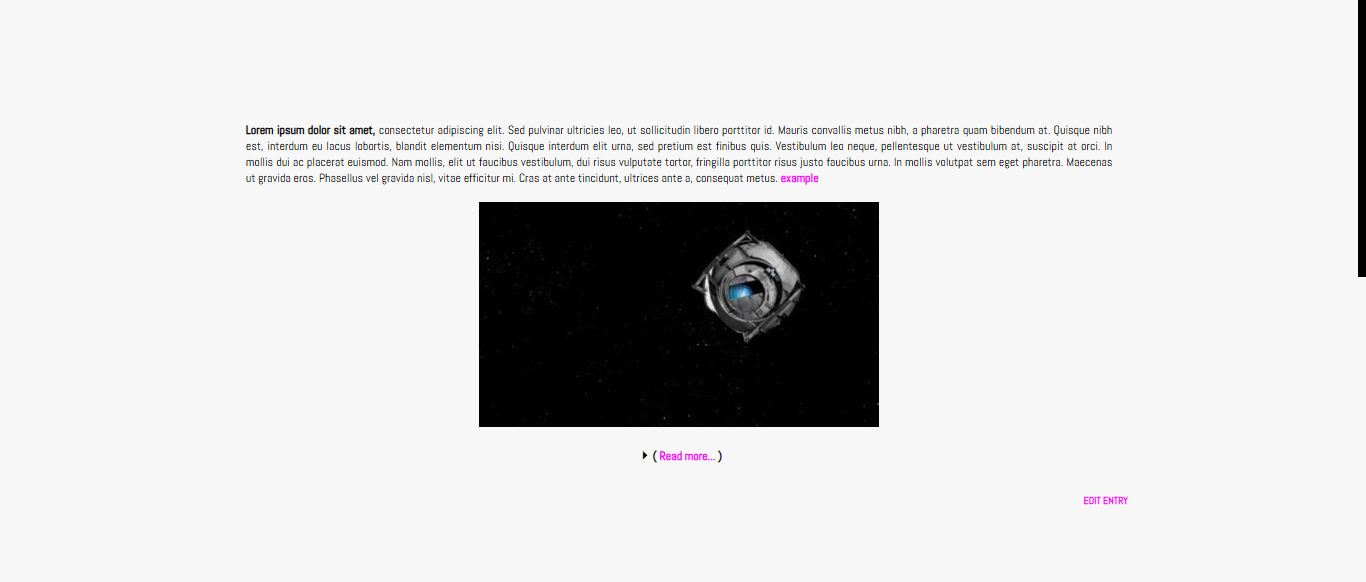 Lorem ipsum dolor sit amet, consectetur adipiscing elit. Sed pulvinar ultricies leo, ut sollicitudin libero porttitor id. Mauris convallis metus nibh, a pharetra quam bibendum at. Quisque nibh
est, interdum eu lacus lobortis, blandit elementum nisi. Quisque interdum elit urna, sed pretium est finibus quis. Vestibulum leo neque, pellentesque ut vestibulum at, suscipit at orci. In
mollis dui ac placerat euismod. Nam mollis, elit ut faucibus vestibulum, dui risus vulputate tortor, fringilla porttitor risus justo faucibus urna. In mollis volutpat sem eget pharetra. Maecenas
ut gravida eros. Phasellus vel gravida nisl, vitae efficitur mi. Cras at ante tincidunt, ultrices ante a, consequat metus. example
( Read more... )
EDIT ENTRY